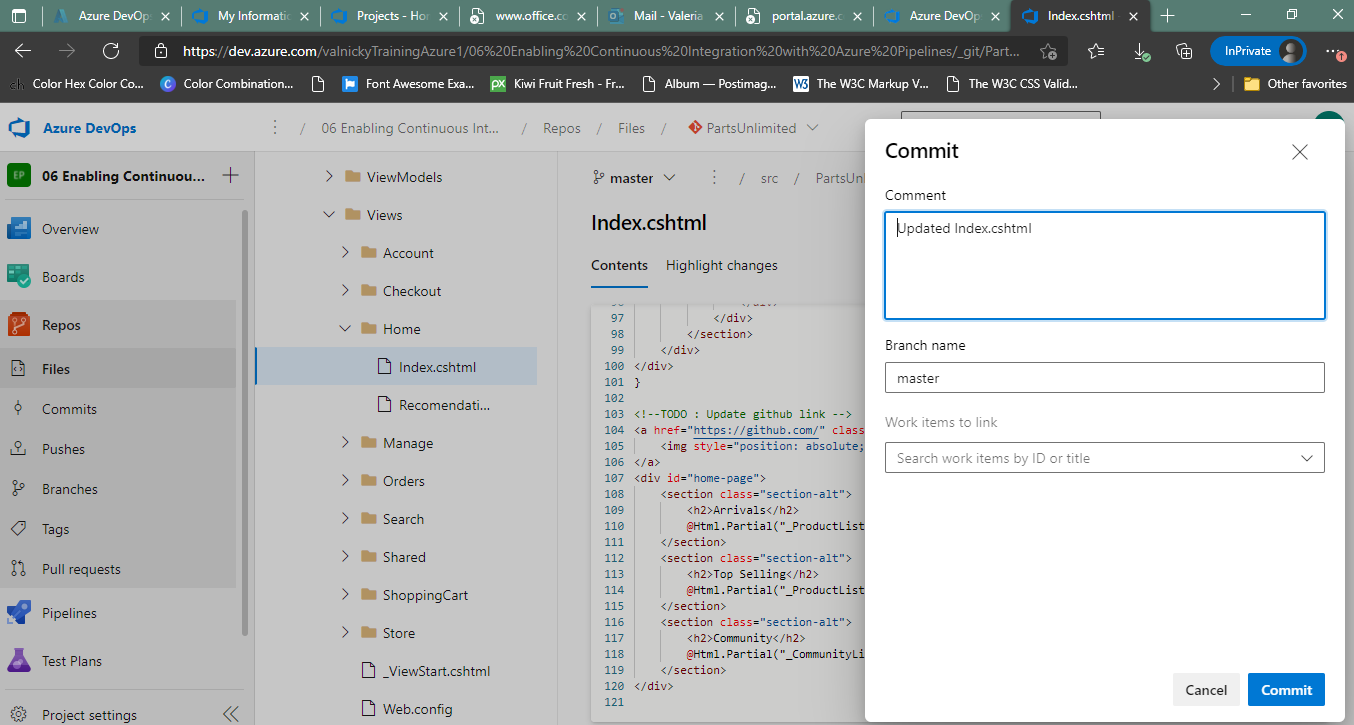 Azure DevOp
My Informatic
Projects - Ho
www.office.co
Mail - Valeria
portal.azure.c
Azure DevOp
Index.cshtml
https://dev.azure.com/valnickyTrainingAzure1/06%20Enabling%20Continuous%20Integration%20with%20Azure%20Pipelines/_git/Part...
InPrivate
1
ch Color Hex Color Co...
C Color Combination...
Font Awesome Exa...
px Kiwi Fruit Fresh - Fr...
Album — Postimag...
W3 The W3C Markup V...
The W3C CSS Valid...
Other favorites
Azure DevOps
/ 06 Enabling Continuous Int... / Repos / Files / PartsUnlimited
EP 06 Enabling Continuou...
Overview
Boards
Repos
Files
Commits
Pushes
Branches
Tags
Pull requests
Pipelines
Test Plans
Project settings
ViewModels
Views
Account
Checkout
Home
Index.cshtml
Recomendati...
Manage
Orders
Search
Shared
ShoppingCart
Store
_ViewStart.cshtml
Web.config
master / src / PartsUnl
Index.cshtml
Contents Highlight changes
96 </div>
97 </div>
98 </section>
99 </div>
100 </div>
101 }
102
103 <!--TODO : Update github link -->
104 <a href="https://github.com/" class
105 <img style="position: absolute;
106 </a>
107 <div id="home-page">
108 <section class="section-alt">
109 <h2>Arrivals</h2>
110 @Html.Partial("_ProductList
111 </section>
112 <section class="section-alt">
113 <h2>Top Selling</h2>
114 @Html.Partial("_ProductList
115 </section>
116 <section class="section-alt">
117 <h2>Community</h2>
118 @Html.Partial("_CommunityLi
119 </section>
120 </div>
121
Commit
Comment
Updated Index.cshtml
Branch name
master
Work items to link
Search work items by ID or title
Cancel
Commit